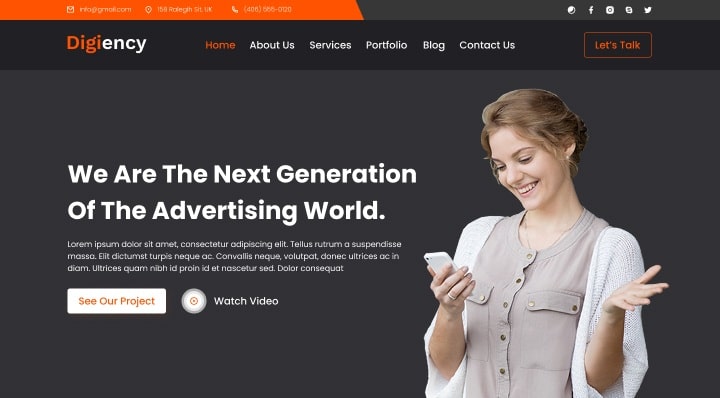 info@gmail.com 159 Ralegih Sit, UK (406) 555-0120
Digiency Home About Us Services Portfolio Blog Contact Us Let's Talk
We Are The Next Generation
Of The Advertising World.
Lorem ipsum dolor sit amet, consectetur adipiscing elit. Tellus rutrum a suspendisse
massa. Elit dictumst turpis neque ac. Convallis neque, volutpat, donec ultrices ac in
diam. Ultrices quam nibh id proin id et nascetur sed. Dolor consequat
See Our Project Watch Video